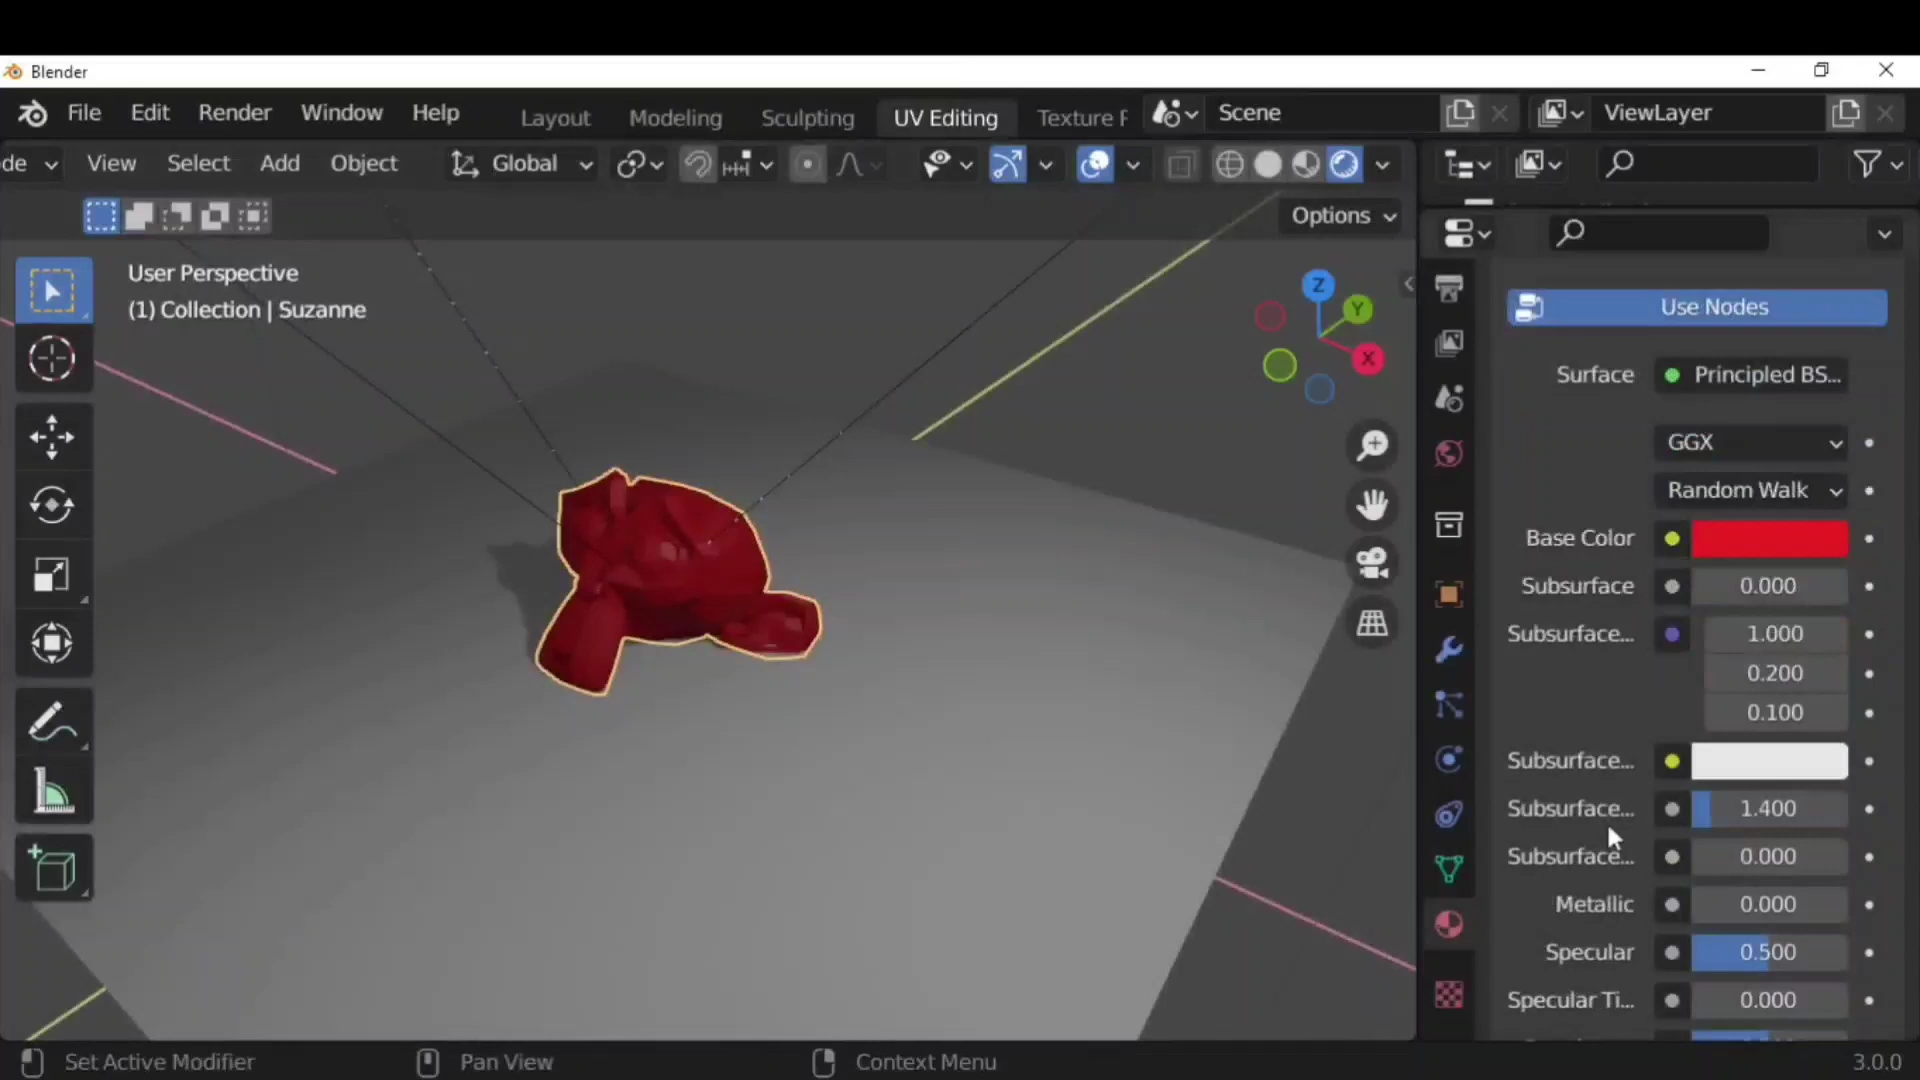 Blender
File Edit Render Window Help Layout Modeling Sculpting UV Editing Texture Scene ViewLayer
de View Select Add Object Global
Options
User Perspective
(1) Collection | Suzanne
Z
Y
X
Use Nodes
Surface Principled BS...
GGX
Random Walk
Base Color
Subsurface 0.000
Subsurface... 1.000
0.200
0.100
Subsurface...
Subsurface... 1.400
Subsurface... 0.000
Metallic 0.000
Specular 0.500
Specular Ti... 0.000
Set Active Modifier Pan View Context Menu 3.0.0